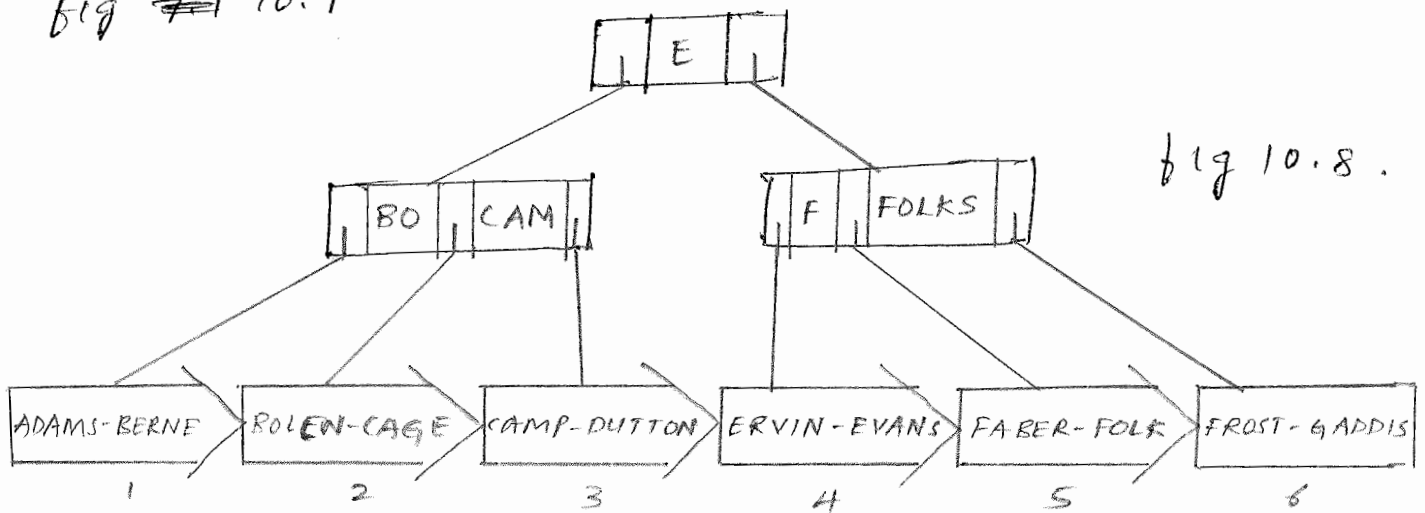 fig 10.
E
fig 10.8.
BO CAM F FOLKS
ADAMS-BERNE BOLEN-CAGE CAMP-DUTTON ERVIN-EVANS FABER-FOLK FROST-GADDIS
1 2 3 4 5 6